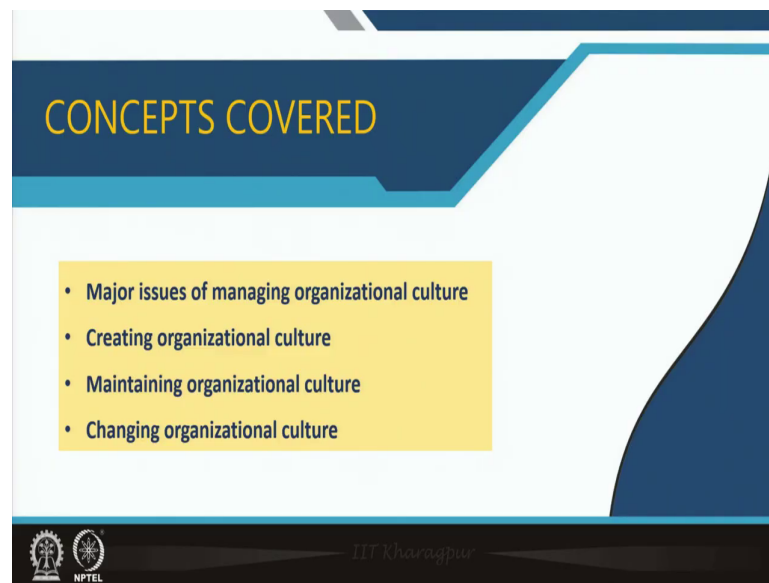 CONCEPTS COVERED
• Major issues of managing organizational culture
• Creating organizational culture
• Maintaining organizational culture
• Changing organizational culture
IIT Kharagpur
NPTEL